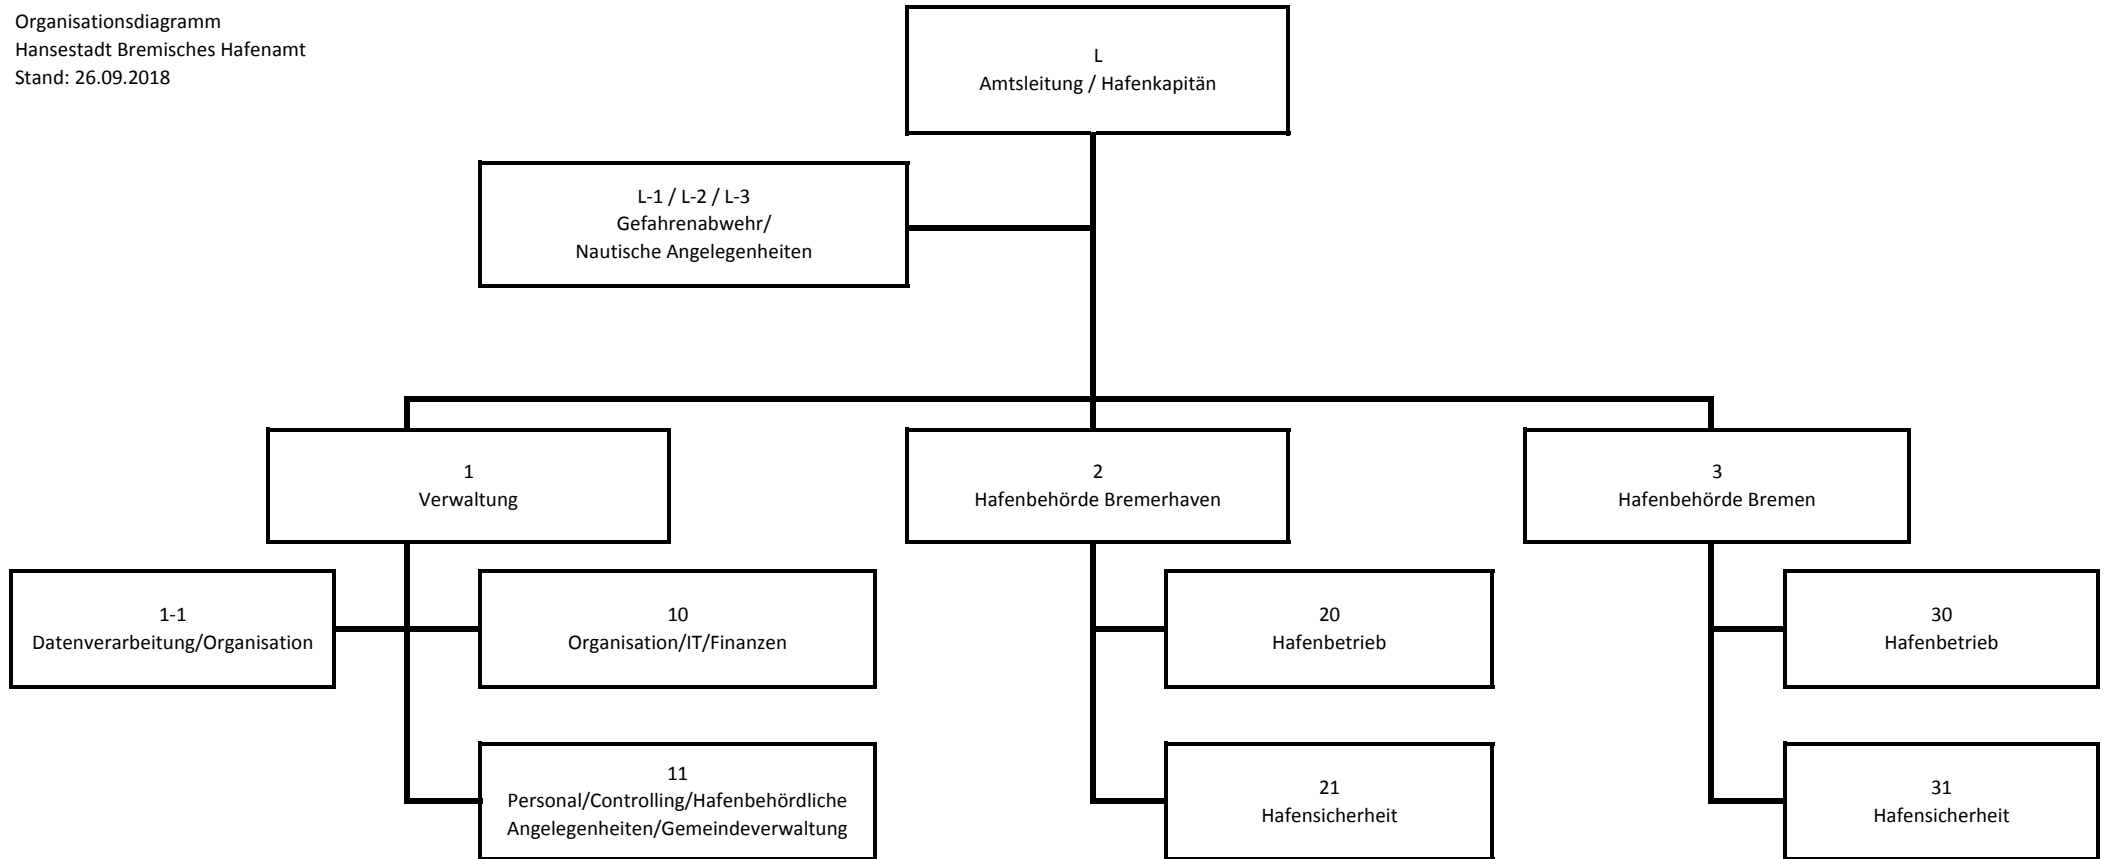 Organisationsdiagramm
Hansestadt Bremisches Hafenamt
Stand: 26.09.2018
L
Amtsleitung / Hafenkapitän
L-1 / L-2 / L-3
Gefahrenabwehr/
Nautische Angelegenheiten
1
Verwaltung
2
Hafenbehörde Bremerhaven
3
Hafenbehörde Bremen
1-1
Datenverarbeitung/Organisation
10
Organisation/IT/Finanzen
20
Hafenbetrieb
30
Hafenbetrieb
11
Personal/Controlling/Hafenbehördliche
Angelegenheiten/Gemeindeverwaltung
21
Hafensicherheit
31
Hafensicherheit